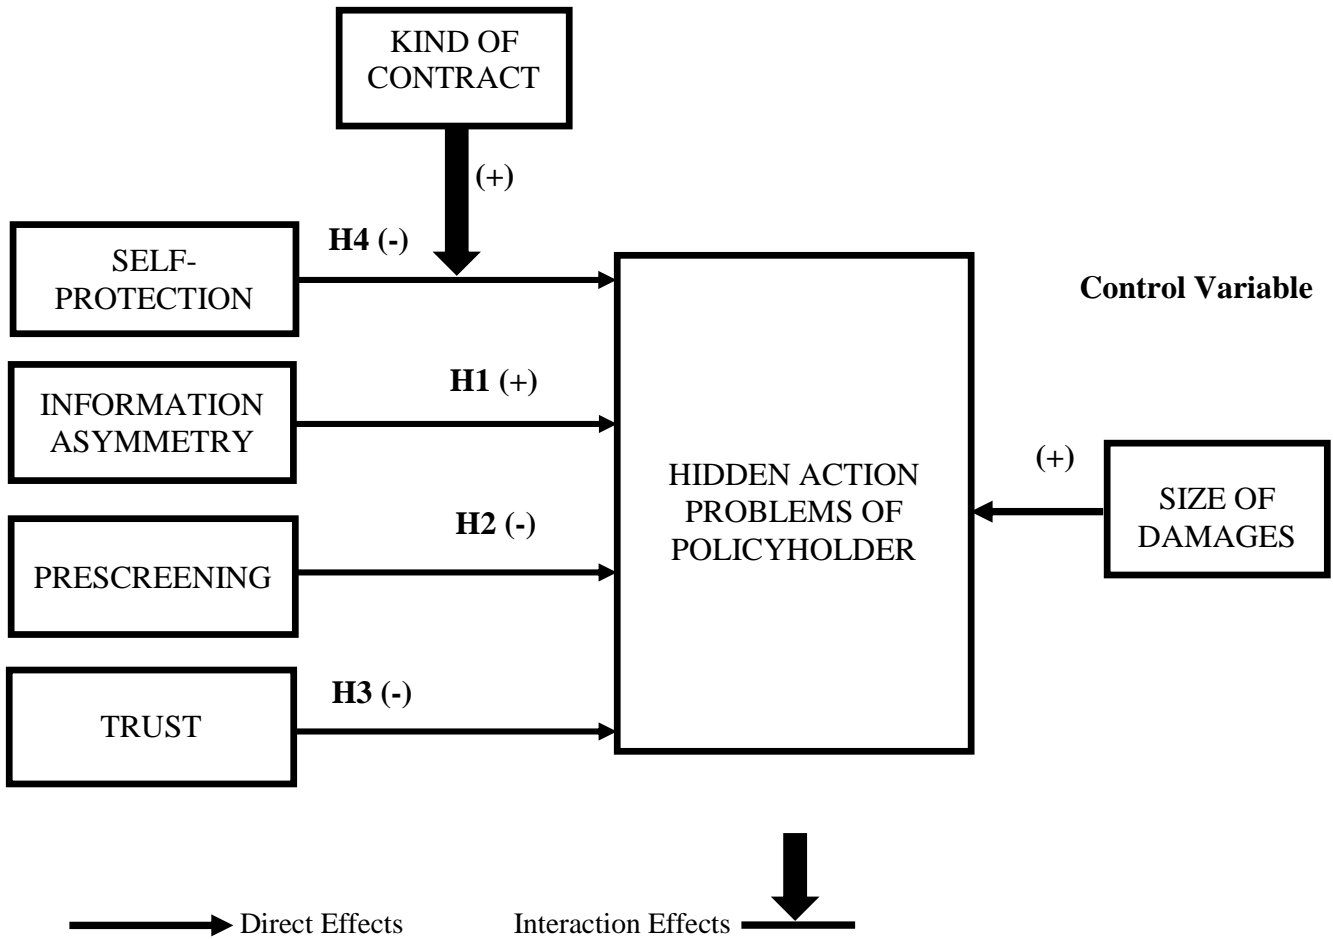 KIND OF
CONTRACT
(+)
H4 (-)
SELF-
PROTECTION
Control Variable
H1 (+)
INFORMATION
ASYMMETRY
(+)
HIDDEN ACTION
PROBLEMS OF
POLICYHOLDER
SIZE OF
DAMAGES
H2 (-)
PRESCREENING
H3 (-)
TRUST
Direct Effects
Interaction Effects